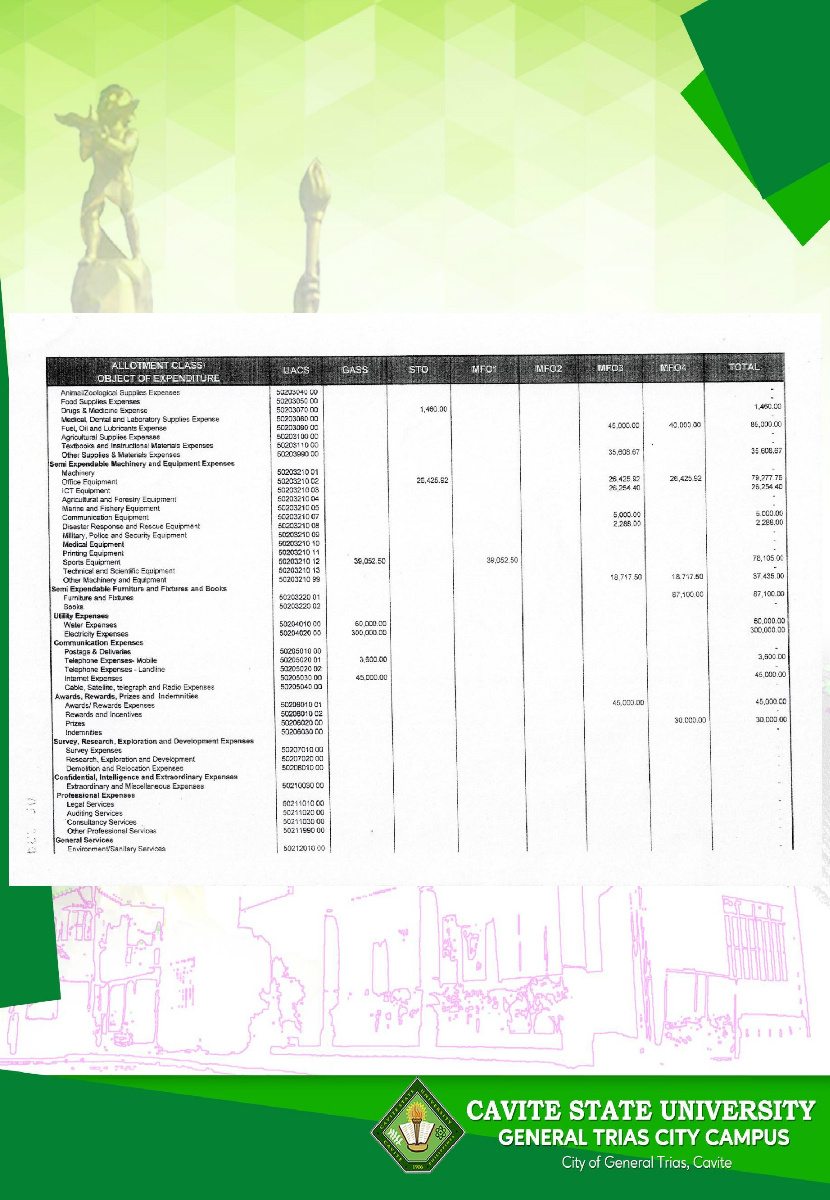 ALLOTMENT CLASS/ OBJECT OF EXPENDITURE UACS GASS STO MFO1 MFO2 MFO3 MFO4 TOTAL
Animal/Zoological Supplies Expenses 50203040 00 -
Food Supplies Expenses 50203050 00 -
Drugs & Medicine Expense 50203070 00 1,460.00 1,460.00
Medical, Dental and Laboratory Supplies Expense 50203080 00 -
Fuel, Oil and Lubricants Expense 50203090 00 45,000.00 40,000.00 85,000.00
Agricultural Supplies Expenses 50203100 00 -
Textbooks and Instructional Materials Expenses 50203110 00 -
Other Supplies & Materials Expenses 50203990 00 35,608.67 35,608.67
Semi Expendable Machinery and Equipment Expenses
Machinery 50203210 01 -
Office Equipment 50203210 02 26,425.92 26,425.92 26,425.92 79,277.76
ICT Equipment 50203210 03 26,254.40 26,254.40
Agricultural and Forestry Equipment 50203210 04 -
Marine and Fishery Equipment 50203210 05 -
Communication Equipment 50203210 07 5,000.00 5,000.00
Disaster Response and Rescue Equipment 50203210 08 2,288.00 2,288.00
Military, Police and Security Equipment 50203210 09 -
Medical Equipment 50203210 10 -
Printing Equipment 50203210 11 -
Sports Equipment 50203210 12 39,052.50 39,052.50 78,105.00
Technical and Scientific Equipment 50203210 13 -
Other Machinery and Equipment 50203210 99 18,717.50 18,717.50 37,435.00
Semi Expendable Furniture and Fixtures and Books
Furniture and Fixtures 50203220 01 87,100.00 87,100.00
Books 50203220 02 -
Utility Expenses
Water Expenses 50204010 00 60,000.00 60,000.00
Electricity Expenses 50204020 00 300,000.00 300,000.00
Communication Expenses
Postage & Deliveries 50205010 00 -
Telephone Expenses- Mobile 50205020 01 3,600.00 3,600.00
Telephone Expenses - Landline 50205020 02 -
Internet Expenses 50205030 00 45,000.00 45,000.00
Cable, Satelite, telegraph and Radio Expenses 50205040 00 -
Awards, Rewards, Prizes and Indemnities
Awards/ Rewards Expenses 50206010 01 45,000.00 45,000.00
Rewards and Incentives 50206010 02 -
Prizes 50206020 00 30,000.00 30,000.00
Indemnities 50206030 00 -
Survey, Research, Exploration and Development Expenses
Survey Expenses 50207010 00 -
Research, Exploration and Development 50207020 00 -
Demolition and Relocation Expenses 50208010 00 -
Confidential, Intelligence and Extraordinary Expenses
Extraordinary and Miscellaneous Expenses 50210030 00 -
Professional Expenses
Legal Services 50211010 00 -
Auditing Services 50211020 00 -
Consultancy Services 50211030 00 -
Other Professional Services 50211990 00 -
General Services
Environment/Sanitary Services 50212010 00 -
CAVITE STATE UNIVERSITY
GENERAL TRIAS CITY CAMPUS
City of General Trias, Cavite
1906